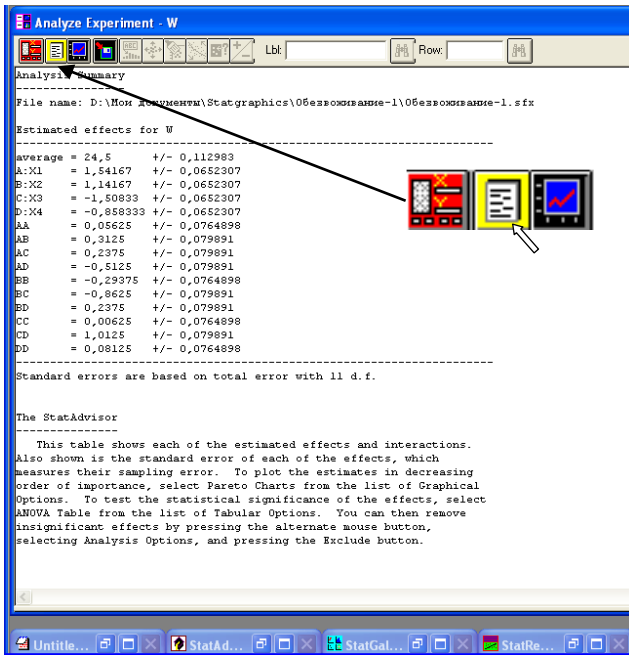 Analyze Experiment - W
Lbl: Row:
Analysis Summary
----------------
File name: D:\Мои документы\Statgraphics\Обезвоживание-1\Обезвоживание-1.sfx
Estimated effects for W
----------------------------------------------------------------------
average = 24,5 +/- 0,112983
A:X1 = 1,54167 +/- 0,0652307
B:X2 = 1,14167 +/- 0,0652307
C:X3 = -1,50833 +/- 0,0652307
D:X4 = -0,858333 +/- 0,0652307
AA = 0,05625 +/- 0,0764898
AB = 0,3125 +/- 0,079891
AC = 0,2375 +/- 0,079891
AD = -0,5125 +/- 0,079891
BB = -0,29375 +/- 0,0764898
BC = -0,8625 +/- 0,079891
BD = 0,2375 +/- 0,079891
CC = 0,00625 +/- 0,0764898
CD = 1,0125 +/- 0,079891
DD = 0,08125 +/- 0,0764898
----------------------------------------------------------------------
Standard errors are based on total error with 11 d.f.
The StatAdvisor
---------------
This table shows each of the estimated effects and interactions.
Also shown is the standard error of each of the effects, which
measures their sampling error. To plot the estimates in decreasing
order of importance, select Pareto Charts from the list of Graphical
Options. To test the statistical significance of the effects, select
ANOVA Table from the list of Tabular Options. You can then remove
insignificant effects by pressing the alternate mouse button,
selecting Analysis Options, and pressing the Exclude button.
Untitle... StatAd... StatGal... StatRe...